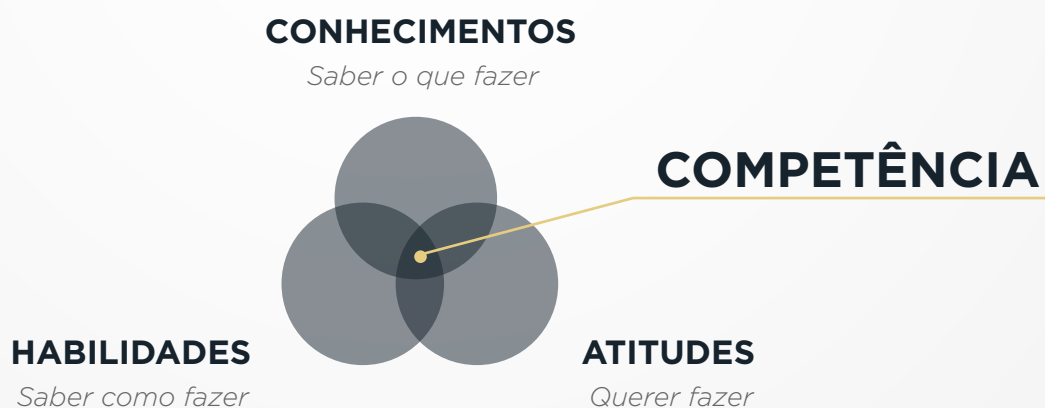 CONHECIMENTOS
Saber o que fazer
COMPETÊNCIA
HABILIDADES
Saber como fazer
ATITUDES
Querer fazer